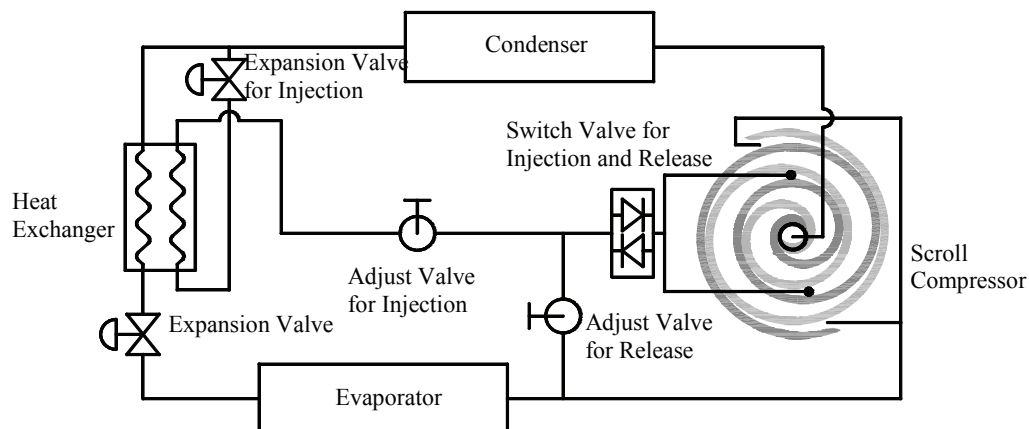 Condenser
Expansion Valve
for Injection
Switch Valve for
Injection and Release
Heat
Exchanger
Adjust Valve
for Injection
Scroll
Compressor
Expansion Valve
Adjust Valve
for Release
Evaporator